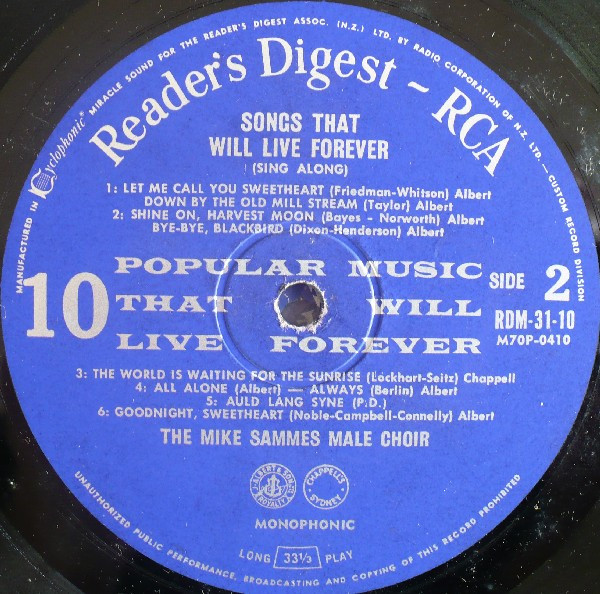 MANUFACTURED IN Cyclophonic® MIRACLE SOUND FOR THE READER'S DIGEST ASSOC. (N.Z.) LTD. BY RADIO CORPORATION OF N.Z. LTD. — CUSTOM RECORD DIVISION
Reader's Digest ~ RCA
SONGS THAT
WILL LIVE FOREVER
(SING ALONG)
1: LET ME CALL YOU SWEETHEART (Friedman-Whitson) Albert
DOWN BY THE OLD MILL STREAM (Taylor) Albert
2: SHINE ON, HARVEST MOON (Bayes - Norworth) Albert
BYE-BYE, BLACKBIRD (Dixon-Henderson) Albert
10
POPULAR MUSIC
THAT WILL
LIVE FOREVER
SIDE 2
RDM-31-10
M70P-0410
3: THE WORLD IS WAITING FOR THE SUNRISE (Lockhart-Seitz) Chappell
4: ALL ALONE (Albert) — ALWAYS (Berlin) Albert
5: AULD LANG SYNE (P.D.)
6: GOODNIGHT, SWEETHEART (Noble-Campbell-Connelly) Albert
THE MIKE SAMMES MALE CHOIR
J. ALBERT & SON ROYALTY
CHAPPELL'S SYDNEY
MONOPHONIC
LONG 33⅓ PLAY
UNAUTHORIZED PUBLIC PERFORMANCE, BROADCASTING AND COPYING OF THIS RECORD PROHIBITED